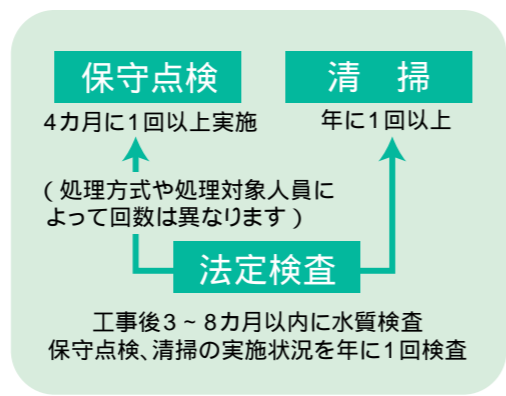 保守点検
4カ月に1回以上実施
(処理方式や処理対象人員に
よって回数は異なります)
清　掃
年に1回以上
法定検査
工事後3~8カ月以内に水質検査
保守点検、清掃の実施状況を年に1回検査